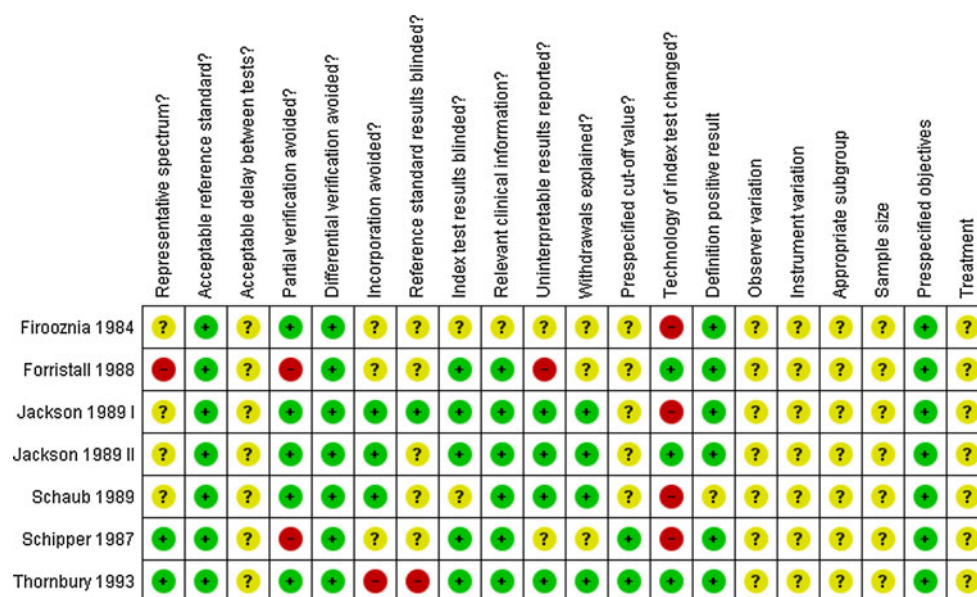 Representative spectrum?
Acceptable reference standard?
Acceptable delay between tests?
Partial verification avoided?
Differential verification avoided?
Incorporation avoided?
Reference standard results blinded?
Index test results blinded?
Relevant clinical information?
Uninterpretable results reported?
Withdrawals explained?
Prespecified cut-off value?
Technology of index test changed?
Definition positive result
Observer variation
Instrument variation
Appropriate subgroup
Sample size
Prespecified objectives
Treatment
Firooznia 1984 ? + ? + + ? ? ? ? ? ? ? - + ? ? ? ? + ?
Forristall 1988 - + ? - + ? ? + + - ? ? + + ? ? ? ? + ?
Jackson 1989 I ? + ? + + + + + + + + ? - + ? ? ? ? + ?
Jackson 1989 II ? + ? + + + ? + + + + ? + + ? ? ? ? + ?
Schaub 1989 ? + ? + + + ? ? + + + ? - ? ? ? ? ? + ?
Schipper 1987 + + ? - + ? ? + + ? ? + - + ? ? ? ? + ?
Thornbury 1993 + + ? + + - - + + + + + + + ? ? ? ? + ?